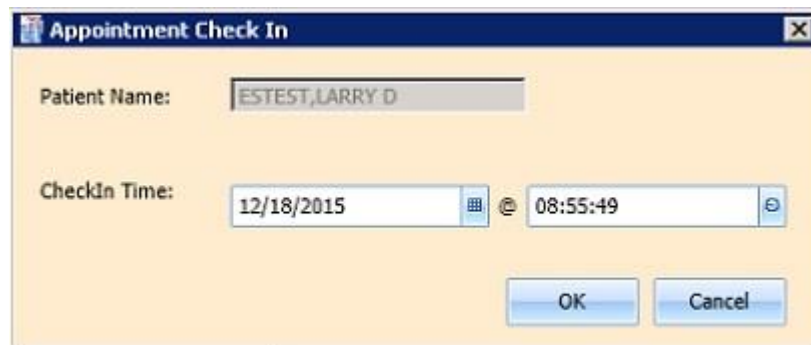 Appointment Check In
Patient Name: ESTEST,LARRY D
CheckIn Time: 12/18/2015 @ 08:55:49
OK Cancel